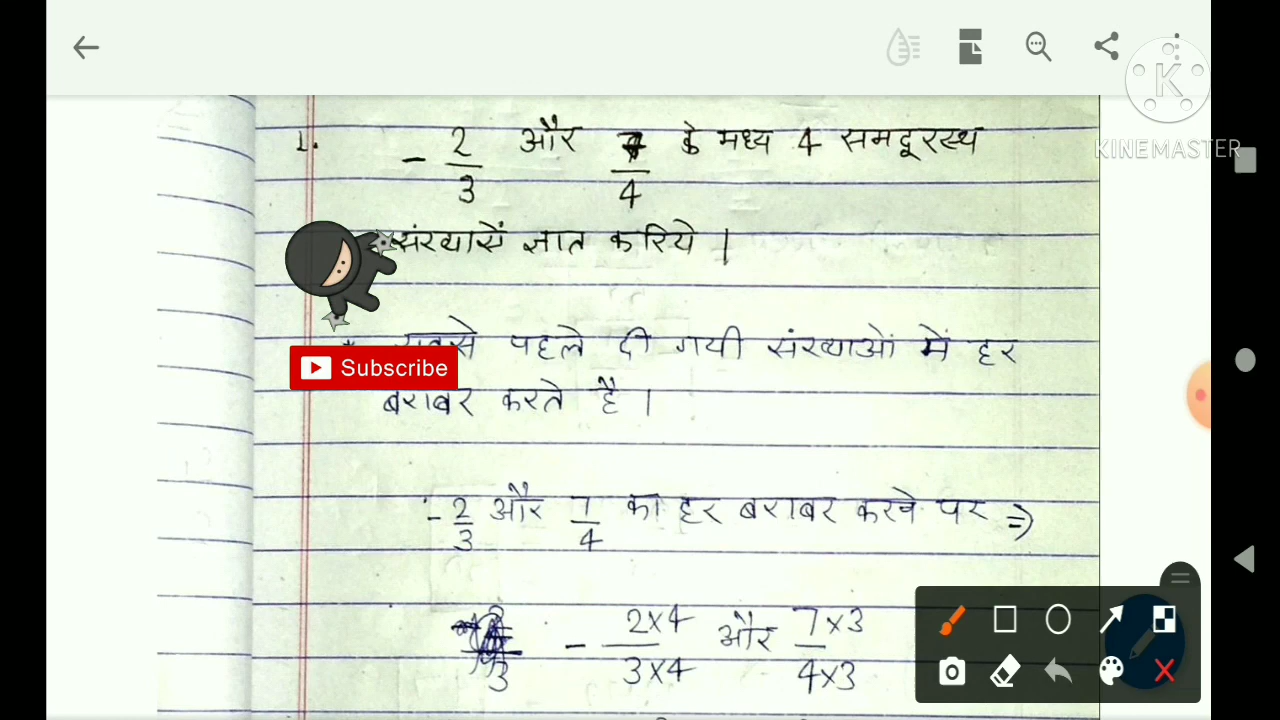 KINEMASTER
1. - 2/3 और 7/4 के मध्य 4 समदूरस्थ
संख्यायें ज्ञात करिये |
पहले दी गयी संख्याओं में हर
Subscribe
बराबर करते है |
- 2/3 और 7/4 का हर बराबर करने पर ⇒
3 - 2×4/3×4 और 7×3/4×3